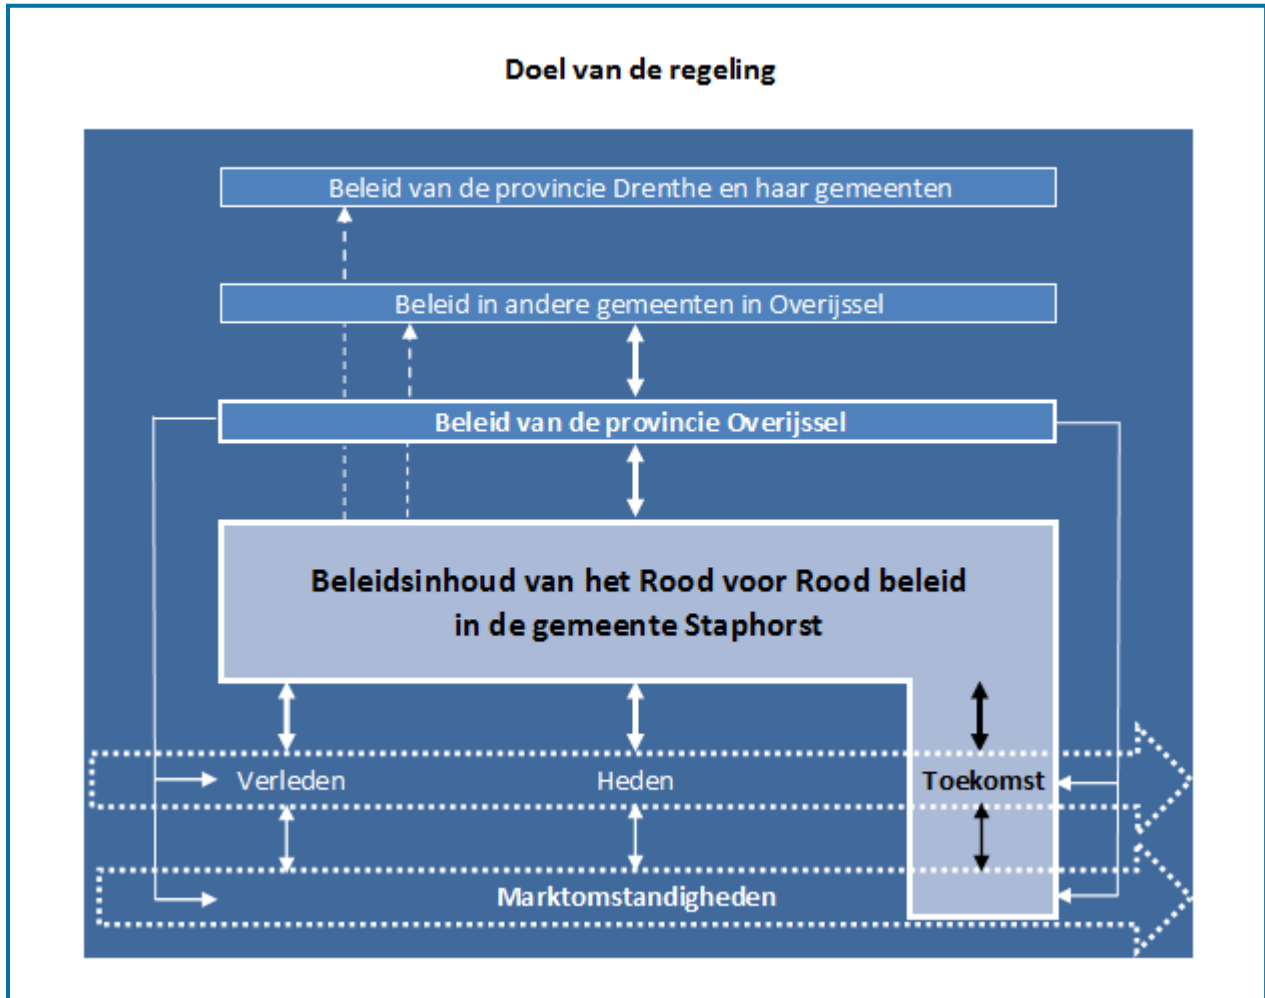 Doel van de regeling
Beleid van de provincie Drenthe en haar gemeenten
Beleid in andere gemeenten in Overijssel
Beleid van de provincie Overijssel
Beleidsinhoud van het Rood voor Rood beleid
in de gemeente Staphorst
Verleden
Heden
Toekomst
Marktomstandigheden